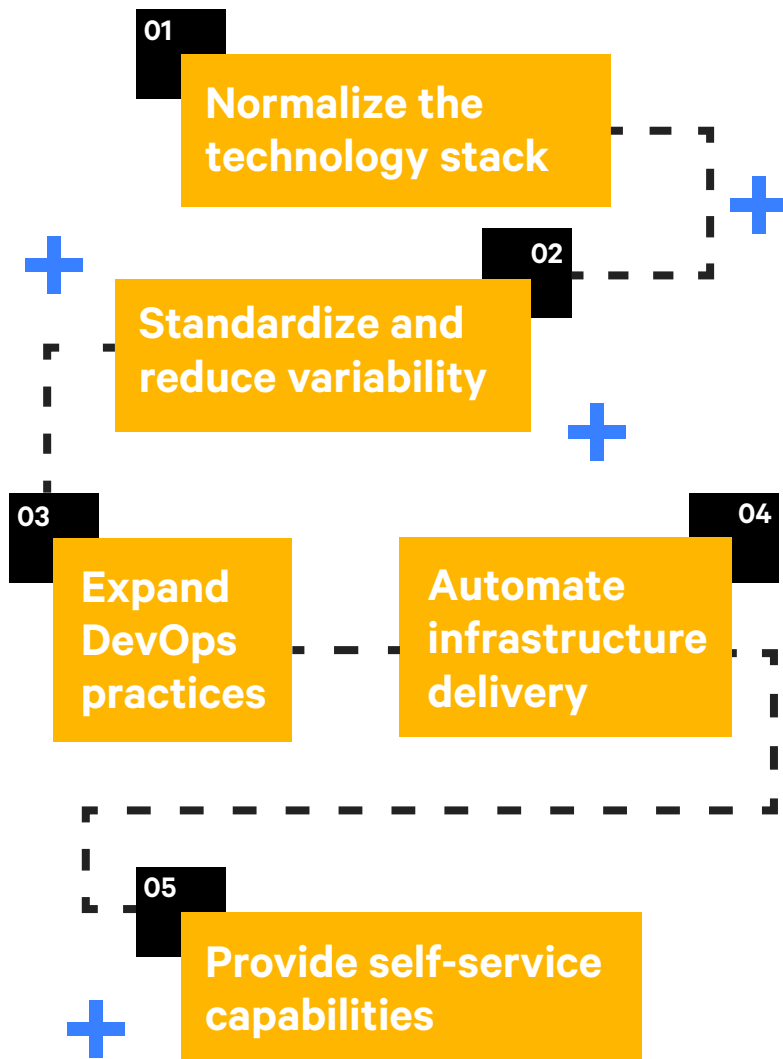 01
Normalize the
technology stack
02
Standardize and
reduce variability
03
Expand
DevOps
practices
04
Automate
infrastructure
delivery
05
Provide self-service
capabilities